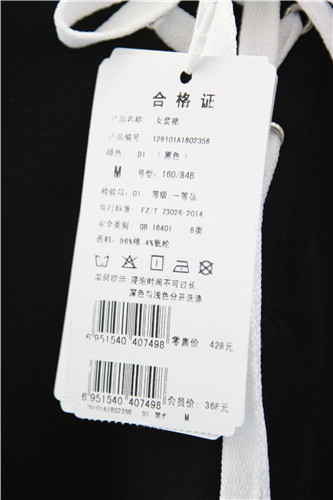 合格证
产品名称: 女套裙
产品编号: 129101A1802356
颜色: D1 (黑色)
M 号型: 160/84B
检验员: 01 等级: 一等品
执行标准: FZ/T 73026-2014
安全类别: GB 18401 B类
面料: 96%棉 4%氨纶
温馨提示: 浸泡时间不可过长
深色与浅色分开洗涤
6 951540 407498 零售价 428元
6 951540 407498 会员价: 368元
129101A1802356 D1 黑色 M